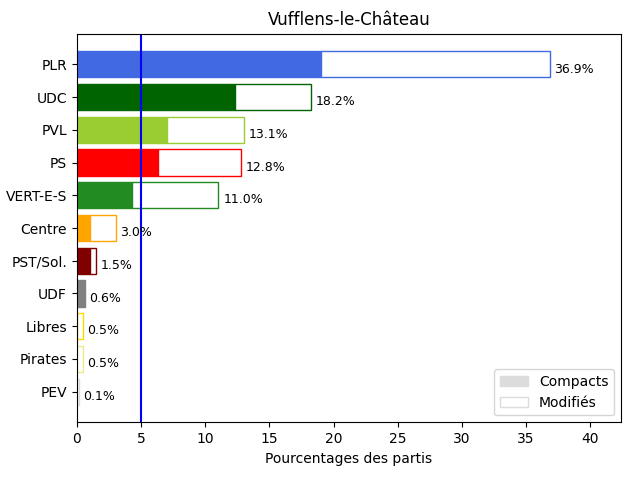 Vufflens-le-Château
PLR 36.9%
UDC 18.2%
PVL 13.1%
PS 12.8%
VERT-E-S 11.0%
Centre 3.0%
PST/Sol. 1.5%
UDF 0.6%
Libres 0.5%
Pirates 0.5%
PEV 0.1%
Compacts
Modifiés
0 5 10 15 20 25 30 35 40
Pourcentages des partis